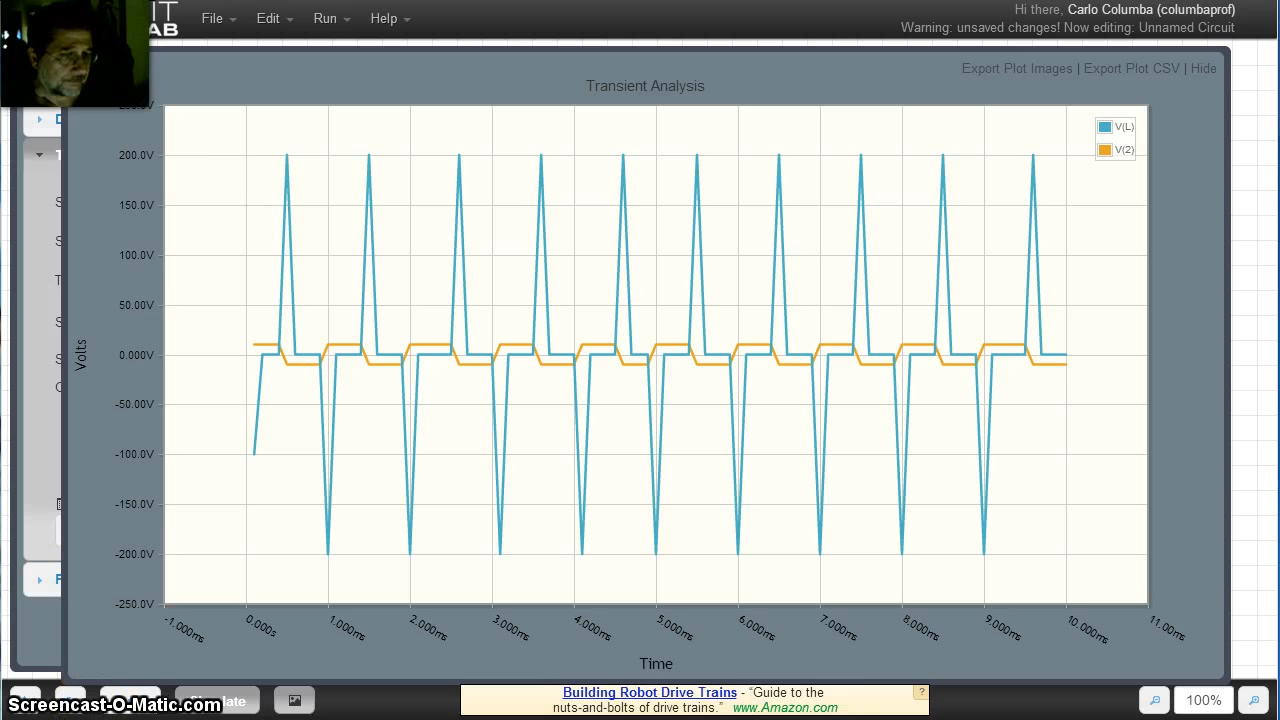 IT
AB
File Edit Run Help
Hi there, Carlo Columba (columbaprof)
Warning: unsaved changes! Now editing: Unnamed Circuit
Export Plot Images | Export Plot CSV | Hide
Transient Analysis
V(L)
V(2)
200.0V
150.0V
100.0V
50.00V
0.000V
-50.00V
-100.0V
-150.0V
-200.0V
-250.0V
Volts
-1.000ms 0.000s 1.000ms 2.000ms 3.000ms 4.000ms 5.000ms 6.000ms 7.000ms 8.000ms 9.000ms 10.000ms 11.00ms
Time
Building Robot Drive Trains - “Guide to the
nuts-and-bolts of drive trains.” www.Amazon.com
?
100%
Screencast-O-Matic.com